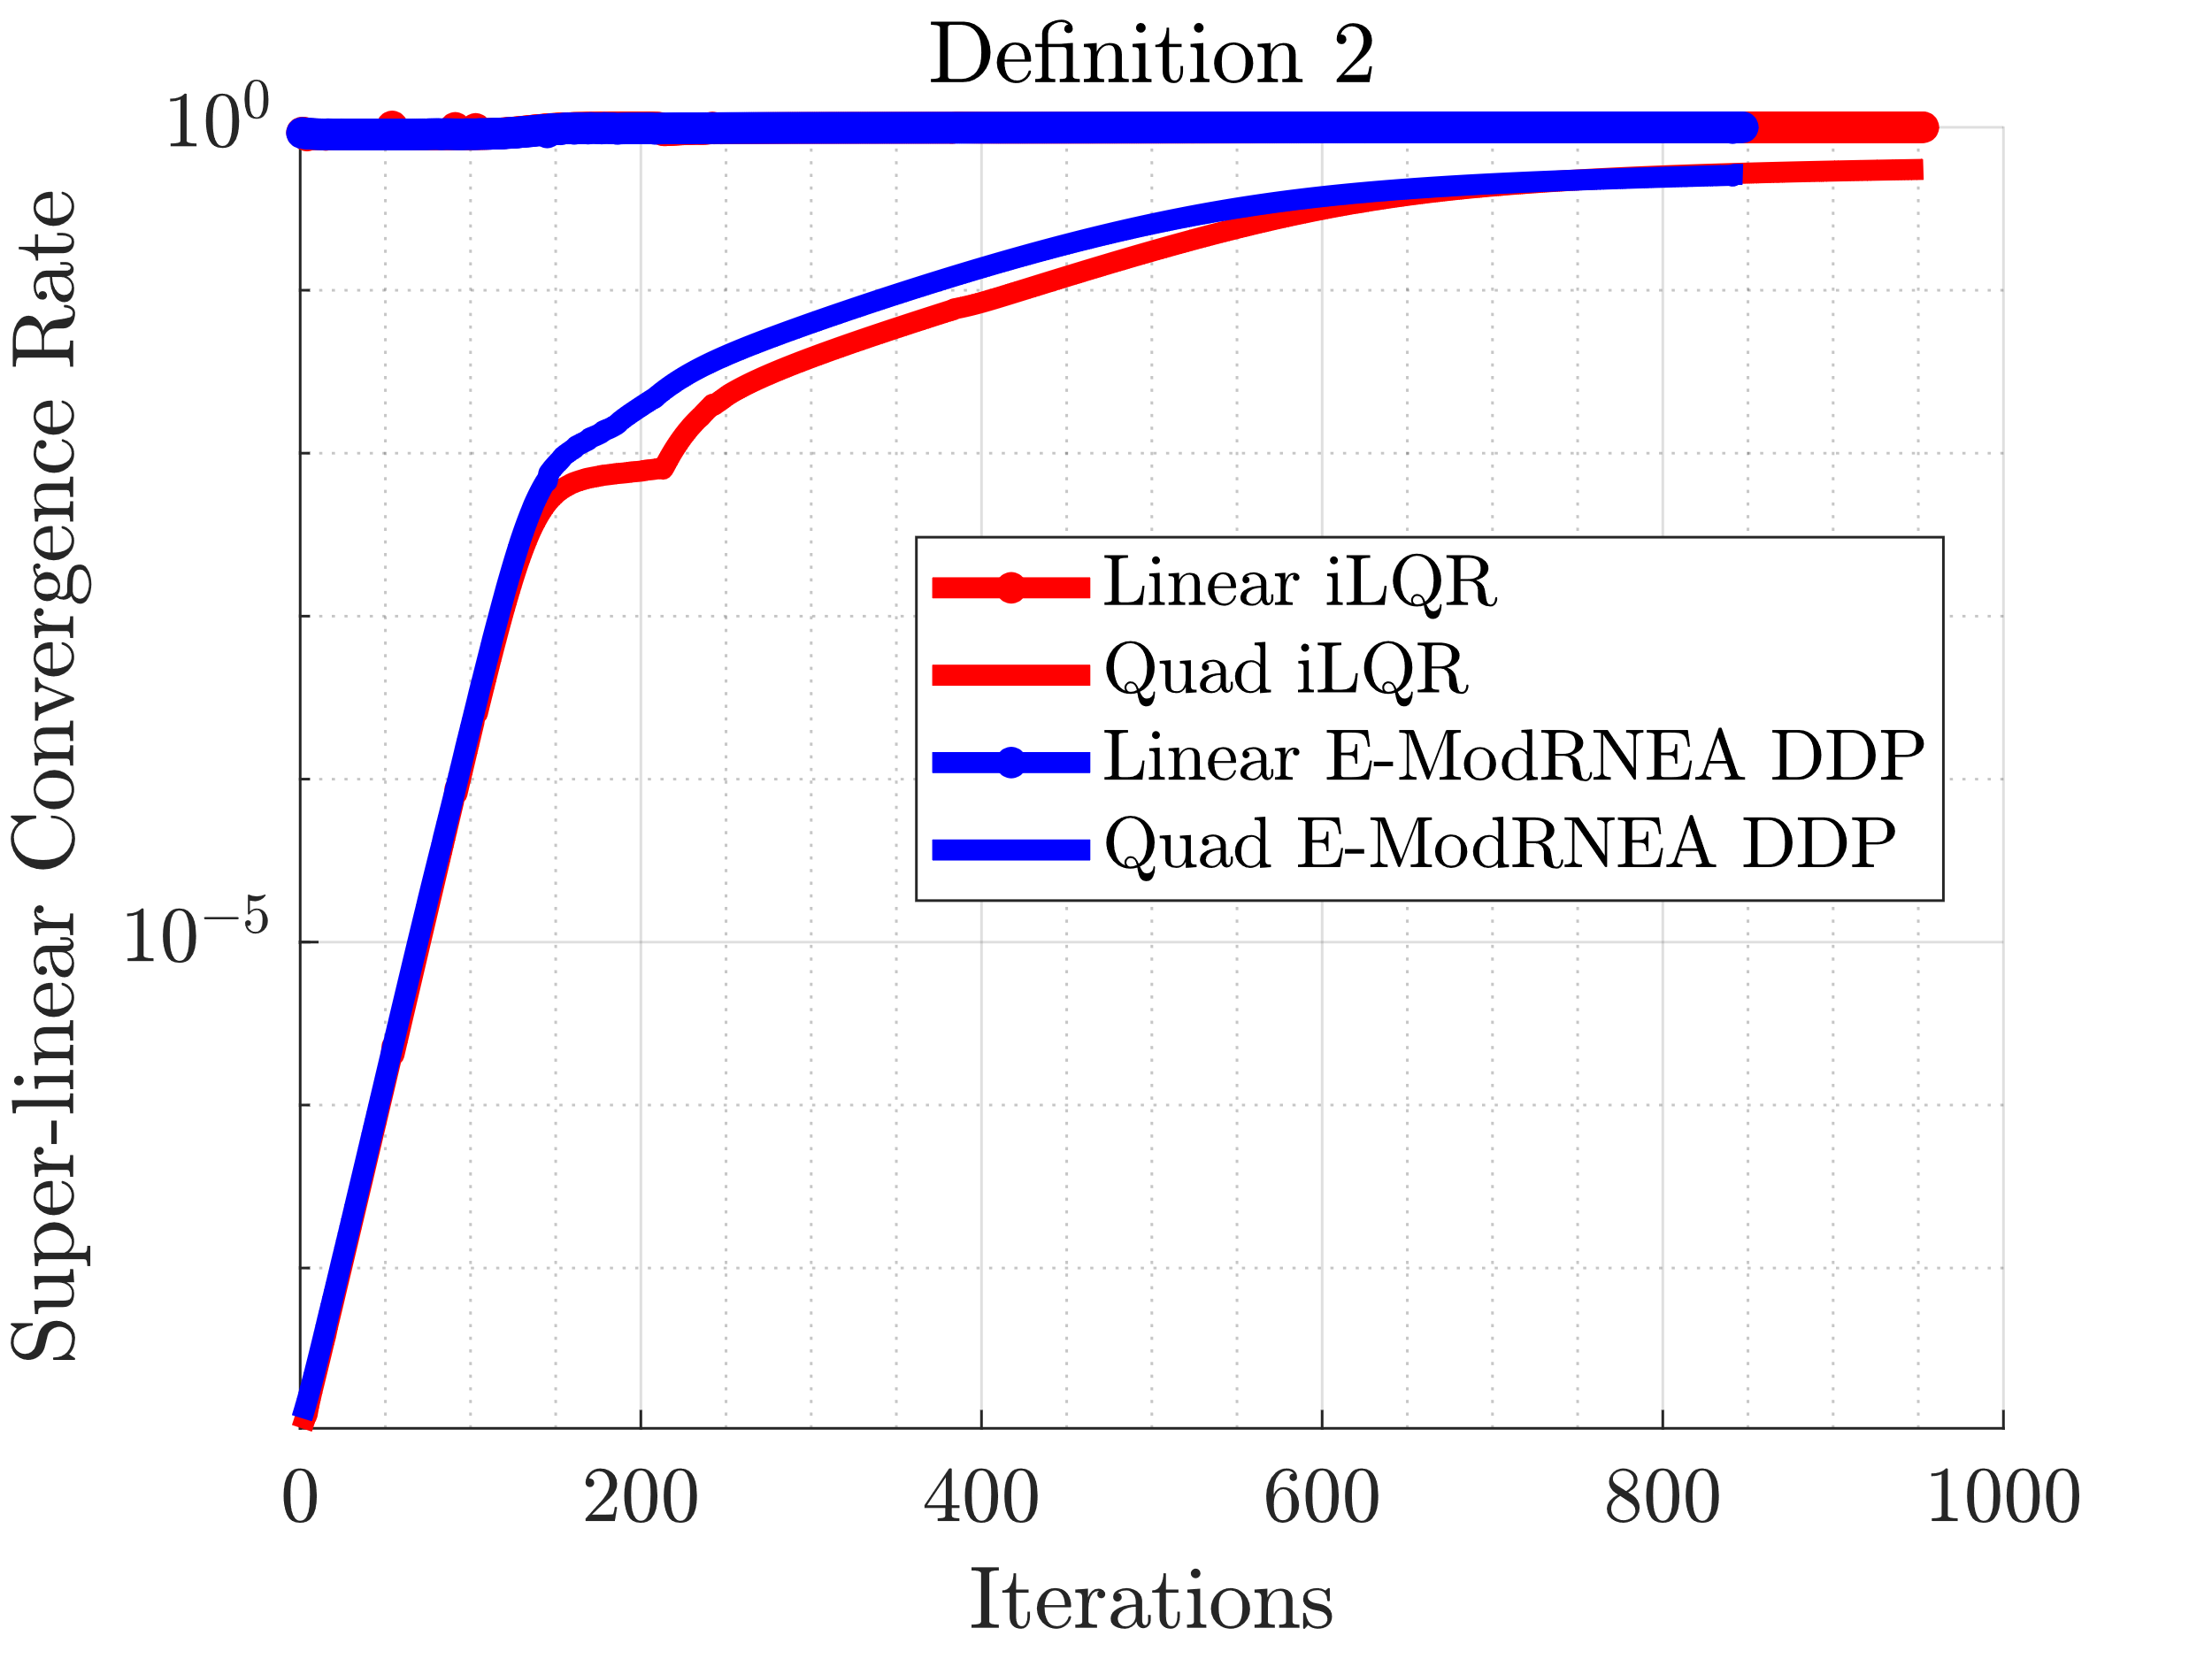 Definition 2
Super-linear Convergence Rate
10^0
10^-5
Linear iLQR
Quad iLQR
Linear E-ModRNEA DDP
Quad E-ModRNEA DDP
0 200 400 600 800 1000
Iterations